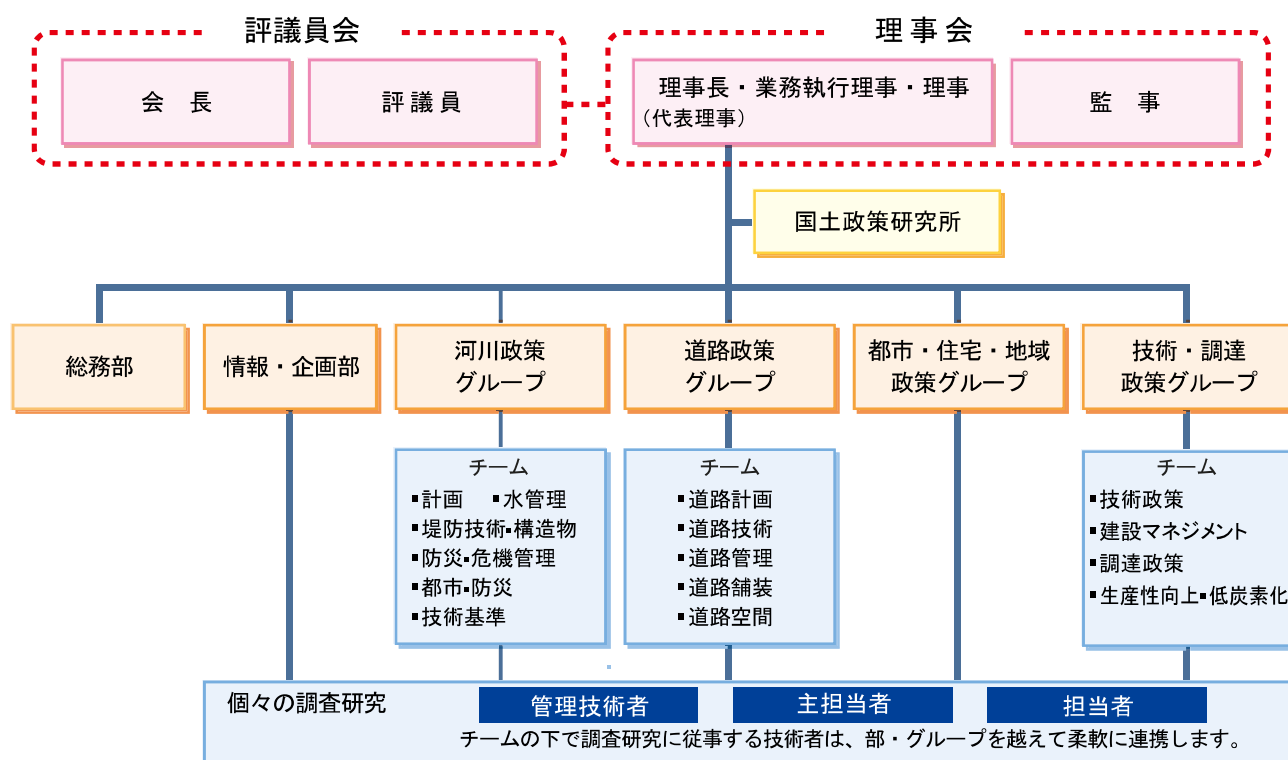 評議員会
理事会
会　長
評議員
理事長・業務執行理事・理事
（代表理事）
監　事
国土政策研究所
総務部
情報・企画部
河川政策
グループ
道路政策
グループ
都市・住宅・地域
政策グループ
技術・調達
政策グループ
チーム
▪計画　▪水管理
▪堤防技術▪構造物
▪防災▪危機管理
▪都市▪防災
▪技術基準
チーム
▪道路計画
▪道路技術
▪道路管理
▪道路舗装
▪道路空間
チーム
▪技術政策
▪建設マネジメント
▪調達政策
▪生産性向上▪低炭素化
個々の調査研究
管理技術者
主担当者
担当者
チームの下で調査研究に従事する技術者は、部・グループを越えて柔軟に連携します。